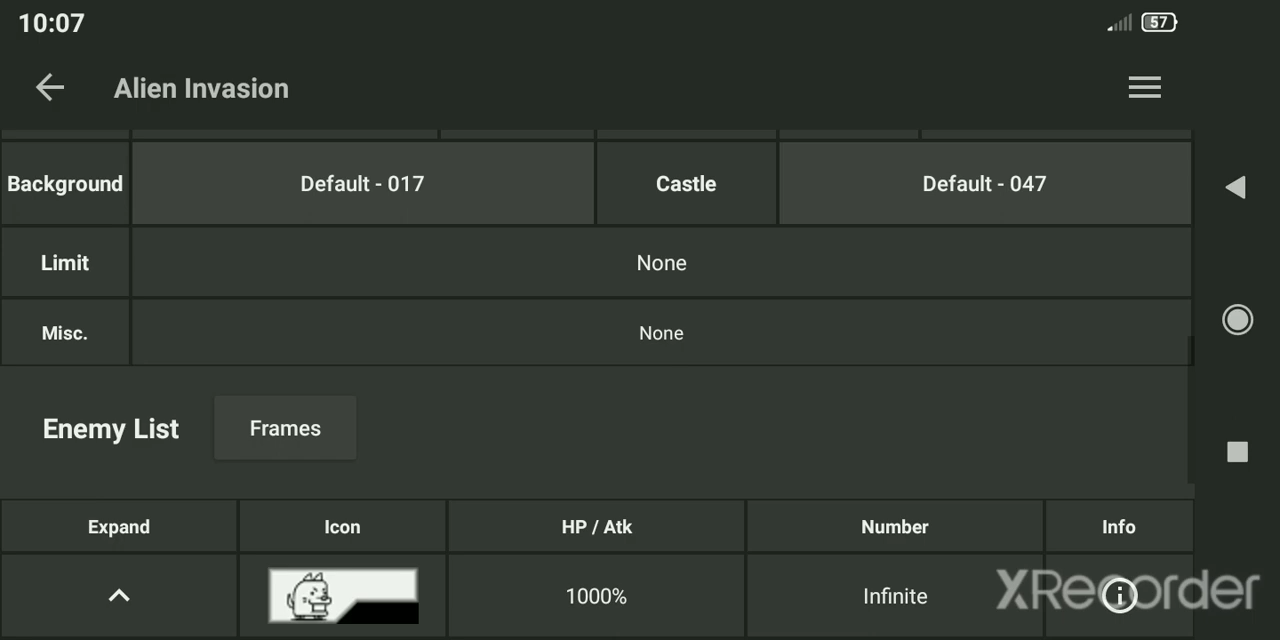 10:07
57
Alien Invasion
Background Default - 017 Castle Default - 047
Limit None
Misc. None
Enemy List Frames
Expand Icon HP / Atk Number Info
1000% Infinite
XRecorder